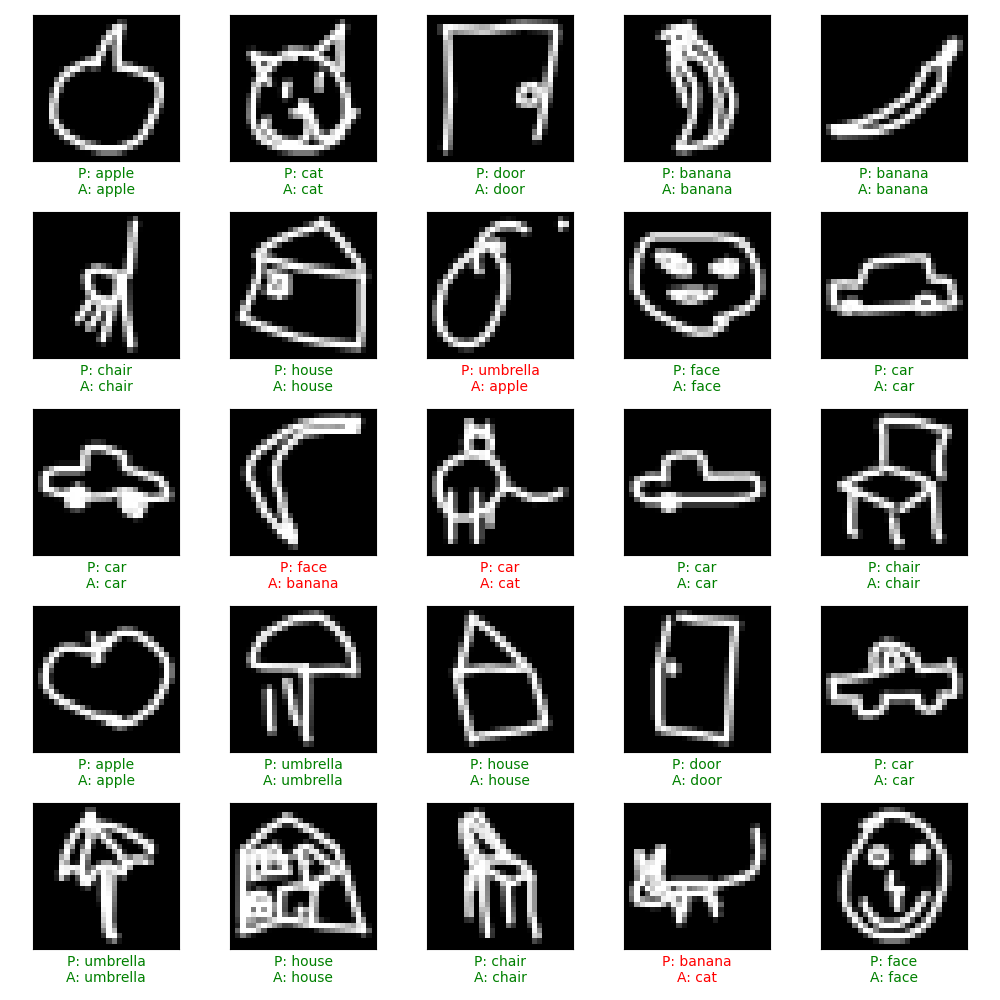 P: apple
A: apple
P: cat
A: cat
P: door
A: door
P: banana
A: banana
P: banana
A: banana
P: chair
A: chair
P: house
A: house
P: umbrella
A: apple
P: face
A: face
P: car
A: car
P: car
A: car
P: face
A: banana
P: car
A: cat
P: car
A: car
P: chair
A: chair
P: apple
A: apple
P: umbrella
A: umbrella
P: house
A: house
P: door
A: door
P: car
A: car
P: umbrella
A: umbrella
P: house
A: house
P: chair
A: chair
P: banana
A: cat
P: face
A: face